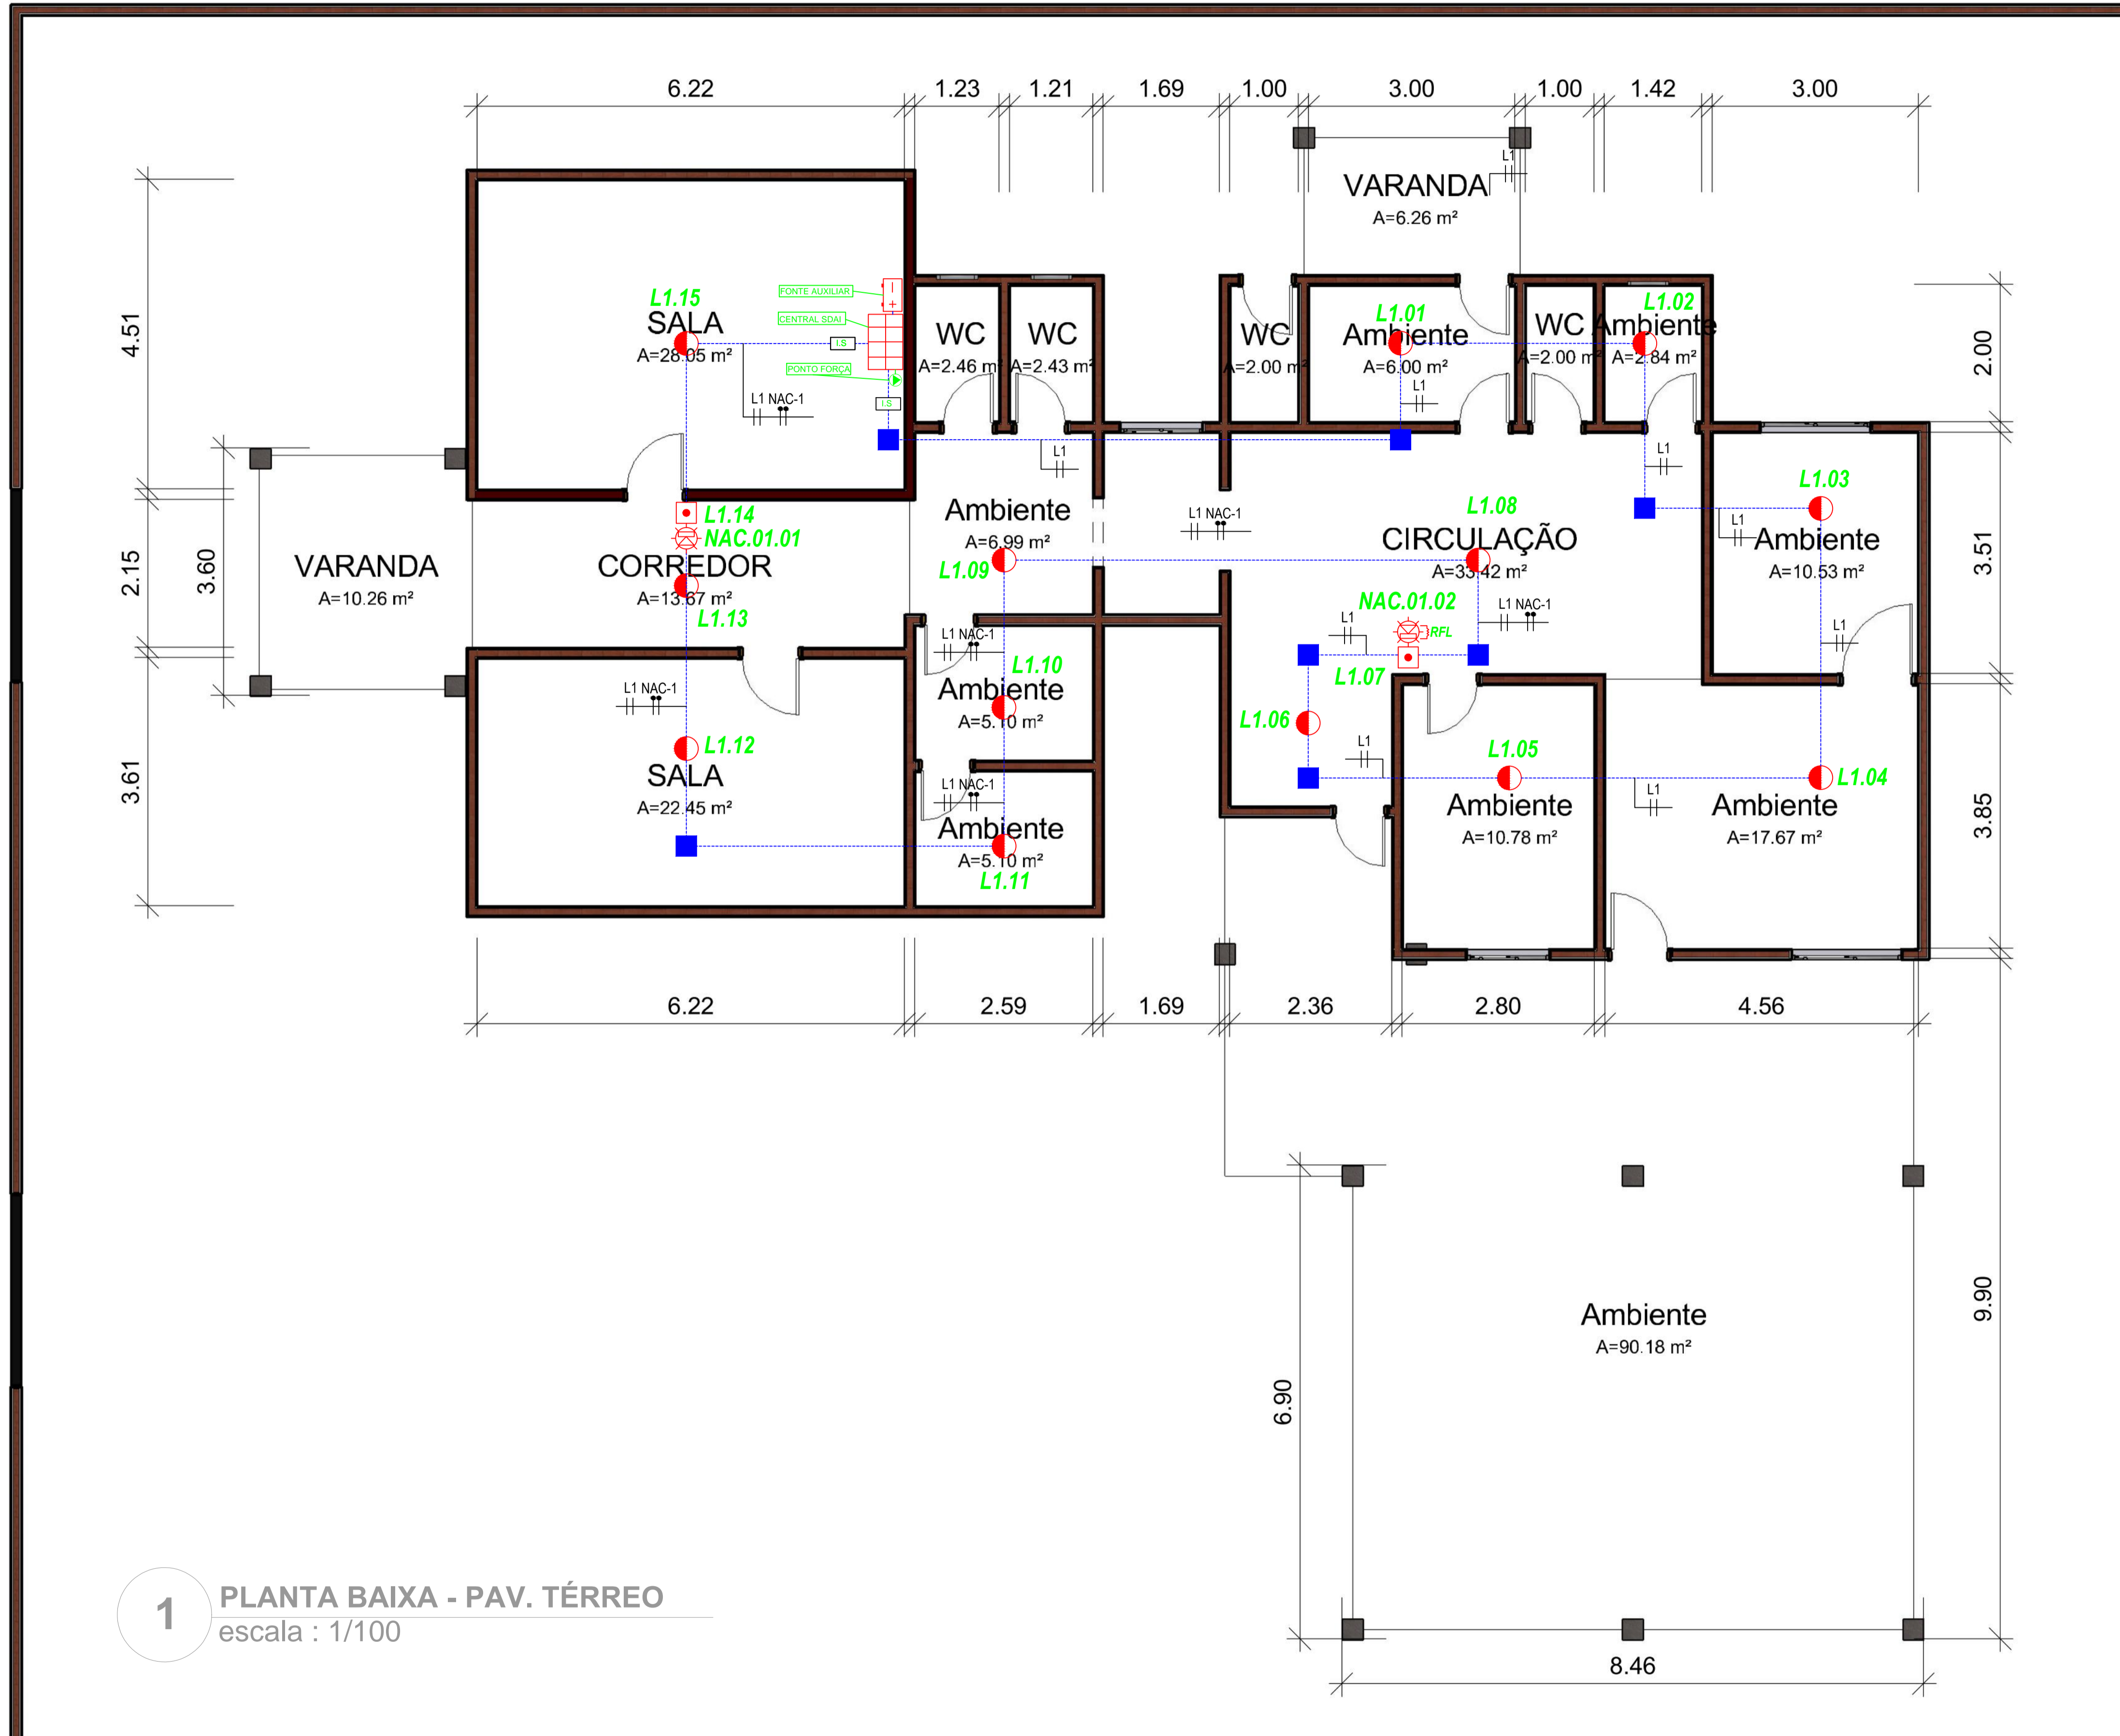 6.22
1.23
1.21
1.69
1.00
3.00
1.00
1.42
3.00
L1
VARANDA
A=6.26 m²
4.51
L1.15
SALA
A=28.05 m²
FONTE AUXILIAR
CENTRAL SDAI
I.S
PONTO FORÇA
I.S
L1 NAC-1
WC
A=2.46 m²
WC
A=2.43 m²
WC
A=2.00 m²
L1.01
Ambiente
A=6.00 m²
L1
WC
A=2.00 m²
L1.02
Ambiente
A=2.84 m²
L1
2.00
L1
L1.03
Ambiente
A=10.53 m²
L1
L1
3.51
2.15
3.60
VARANDA
A=10.26 m²
L1.14
NAC.01.01
CORREDOR
A=13.67 m²
L1.13
Ambiente
A=6.99 m²
L1.09
L1 NAC-1
L1.08
CIRCULAÇÃO
A=33.42 m²
NAC.01.02
RFL
L1
L1 NAC-1
L1.07
L1 NAC-1
L1.10
Ambiente
A=5.10 m²
L1.06
L1
3.61
L1 NAC-1
L1.12
SALA
A=22.45 m²
L1 NAC-1
Ambiente
A=5.10 m²
L1.11
L1.05
Ambiente
A=10.78 m²
L1
L1.04
Ambiente
A=17.67 m²
3.85
6.22
2.59
1.69
2.36
2.80
4.56
Ambiente
A=90.18 m²
9.90
6.90
8.46
1
PLANTA BAIXA - PAV. TÉRREO
escala : 1/100